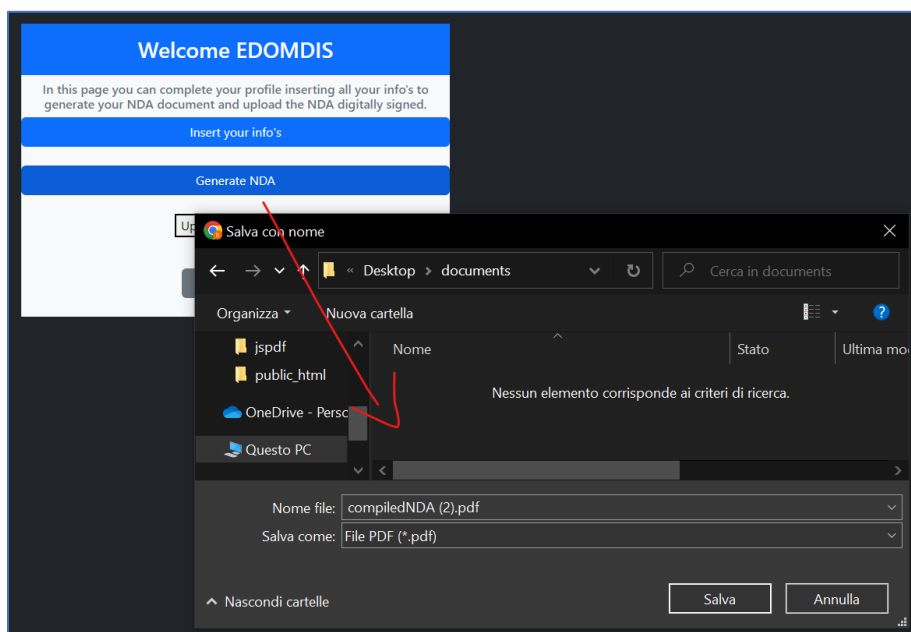 Welcome EDOMDIS
In this page you can complete your profile inserting all your info's to
generate your NDA document and upload the NDA digitally signed.
Insert your info's
Generate NDA
Up
Salva con nome
« Desktop › documents
Cerca in documents
Organizza
Nuova cartella
jspdf
public_html
OneDrive - Persc
Questo PC
Nome
Stato
Ultima mo
Nessun elemento corrisponde ai criteri di ricerca.
Nome file: compiledNDA (2).pdf
Salva come: File PDF (*.pdf)
Nascondi cartelle
Salva
Annulla